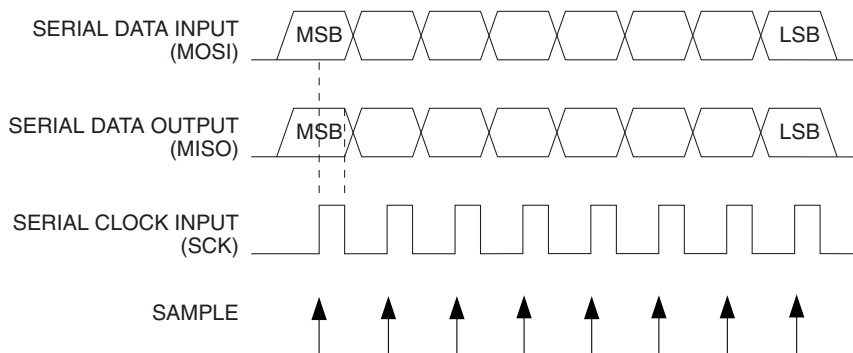 SERIAL DATA INPUT
(MOSI)
MSB
LSB
SERIAL DATA OUTPUT
(MISO)
MSB
LSB
SERIAL CLOCK INPUT
(SCK)
SAMPLE